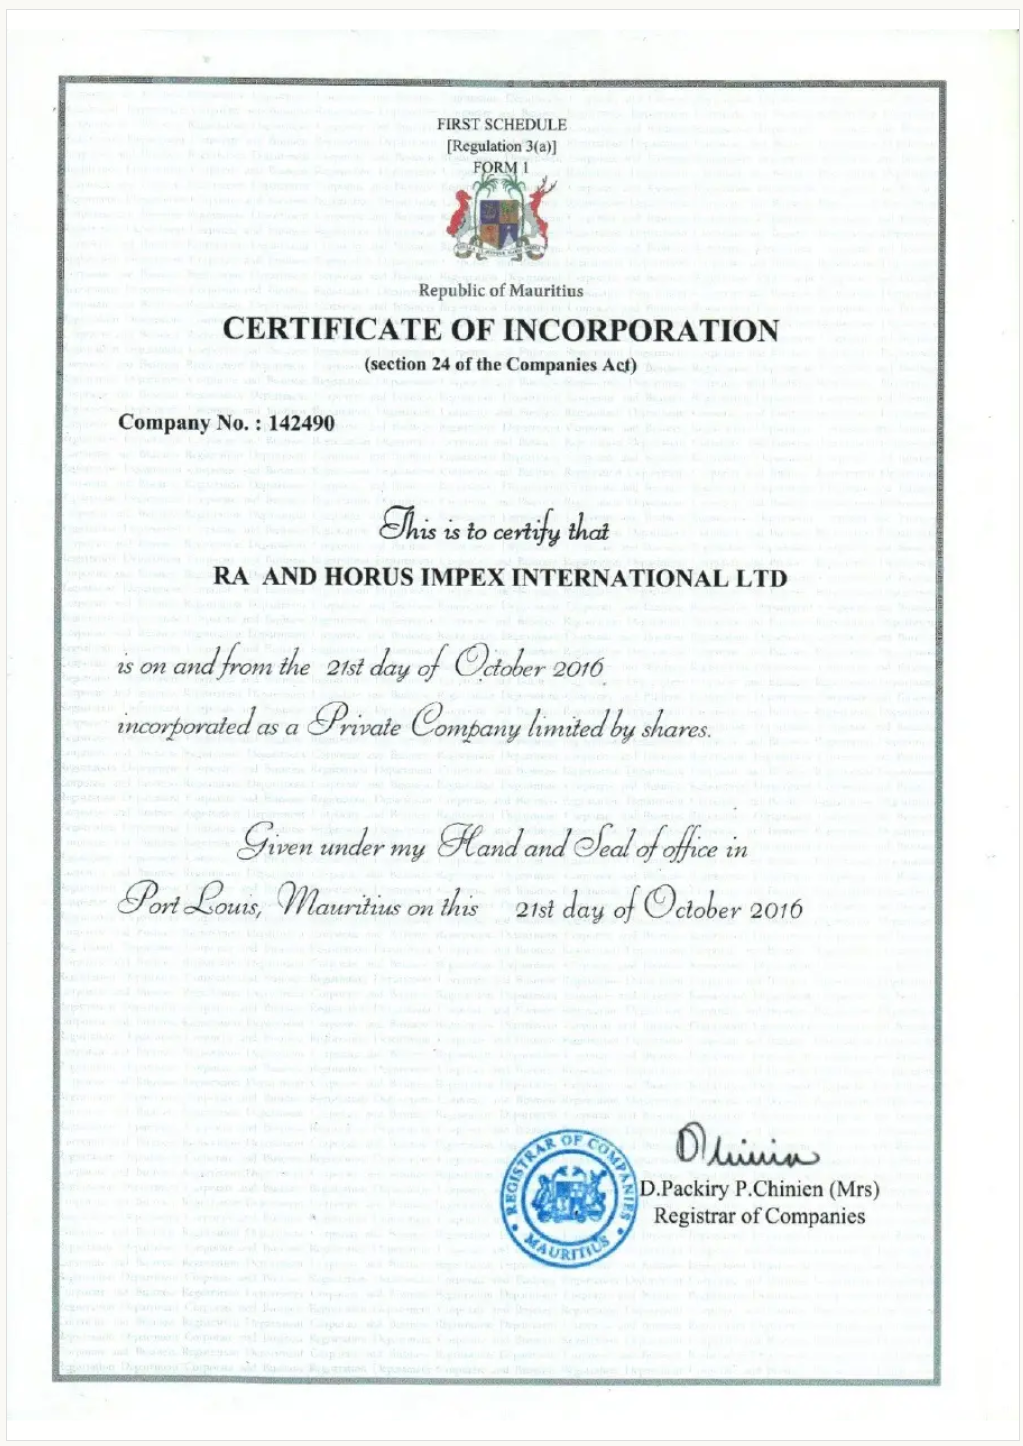 FIRST SCHEDULE
[Regulation 3(a)]
FORM 1
Republic of Mauritius
CERTIFICATE OF INCORPORATION
(section 24 of the Companies Act)
Company No. : 142490
This is to certify that
RA AND HORUS IMPEX INTERNATIONAL LTD
is on and from the 21st day of October 2016
incorporated as a Private Company limited by shares.
Given under my Hand and Seal of office in
Port Louis, Mauritius on this 21st day of October 2016
REGISTRAR OF COMPANIES
MAURITIUS
D.Packiry P.Chinien (Mrs)
Registrar of Companies